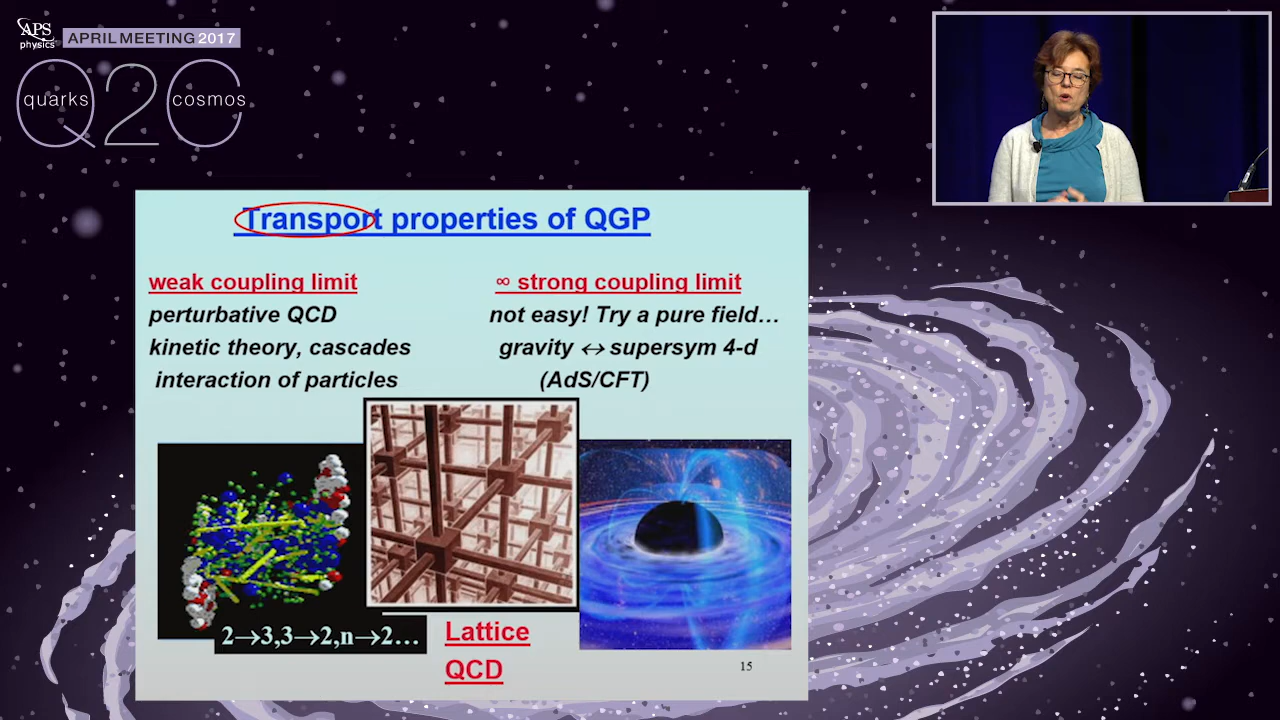 APS
physics
APRIL MEETING 2017
Q2C
quarks
cosmos
Transport properties of QGP
weak coupling limit
perturbative QCD
kinetic theory, cascades
interaction of particles
∞ strong coupling limit
not easy! Try a pure field…
gravity ↔ supersym 4-d
(AdS/CFT)
2→3,3→2,n→2…
Lattice
QCD
15